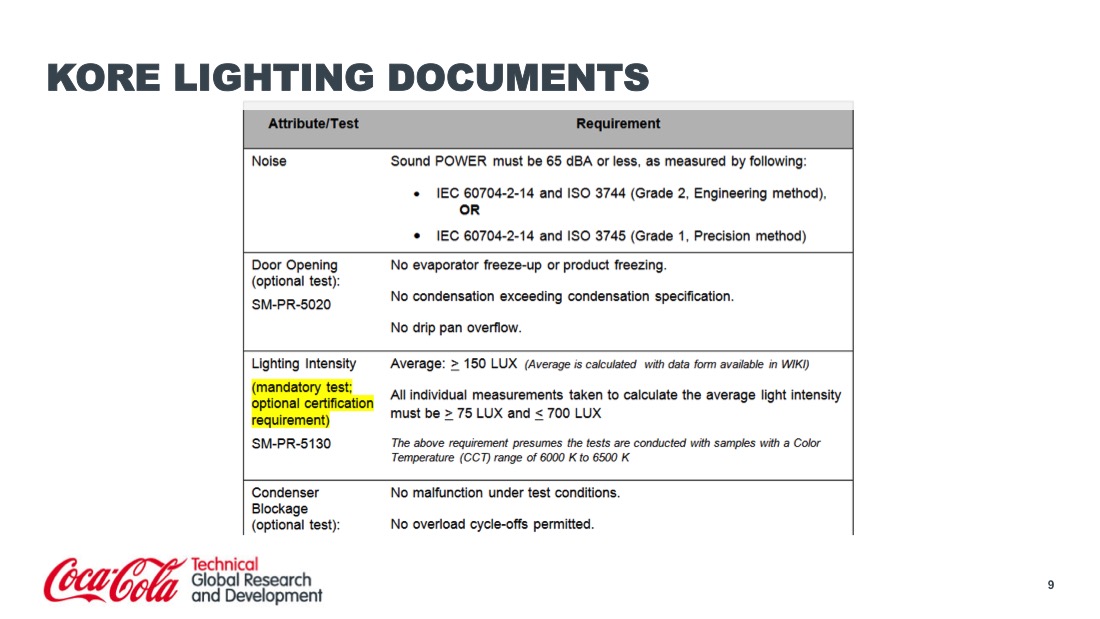 KORE LIGHTING DOCUMENTS
Attribute/Test Requirement
Noise Sound POWER must be 65 dBA or less, as measured by following:
• IEC 60704-2-14 and ISO 3744 (Grade 2, Engineering method),
OR
• IEC 60704-2-14 and ISO 3745 (Grade 1, Precision method)
Door Opening
(optional test):
SM-PR-5020
No evaporator freeze-up or product freezing.
No condensation exceeding condensation specification.
No drip pan overflow.
Lighting Intensity
(mandatory test;
optional certification
requirement)
SM-PR-5130
Average: ≥ 150 LUX (Average is calculated with data form available in WIKI)
All individual measurements taken to calculate the average light intensity
must be ≥ 75 LUX and ≤ 700 LUX
The above requirement presumes the tests are conducted with samples with a Color
Temperature (CCT) range of 6000 K to 6500 K
Condenser
Blockage
(optional test):
No malfunction under test conditions.
No overload cycle-offs permitted.
Coca-Cola
Technical
Global Research
and Development
9